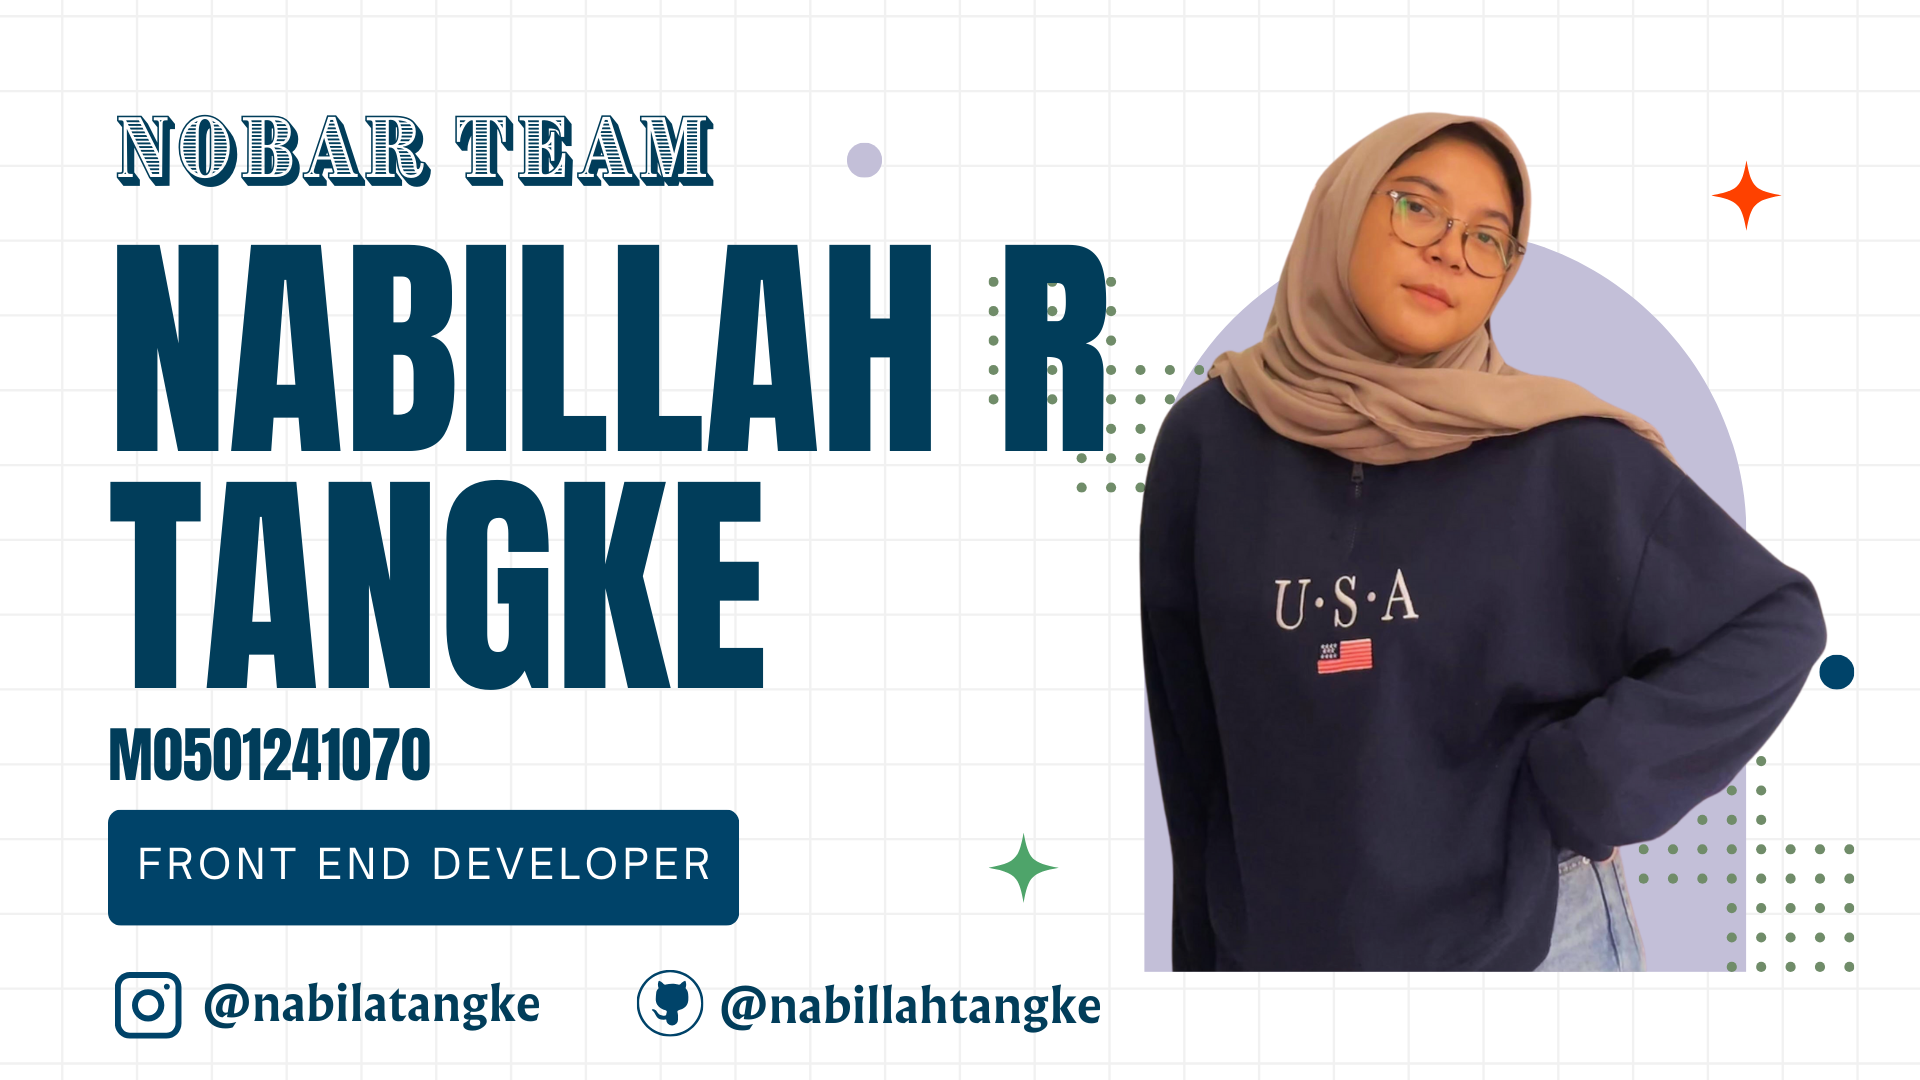 NOBAR TEAM
NABILLAH R
TANGKE
M0501241070
FRONT END DEVELOPER
@nabilatangke
@nabillahtangke
U·S·A